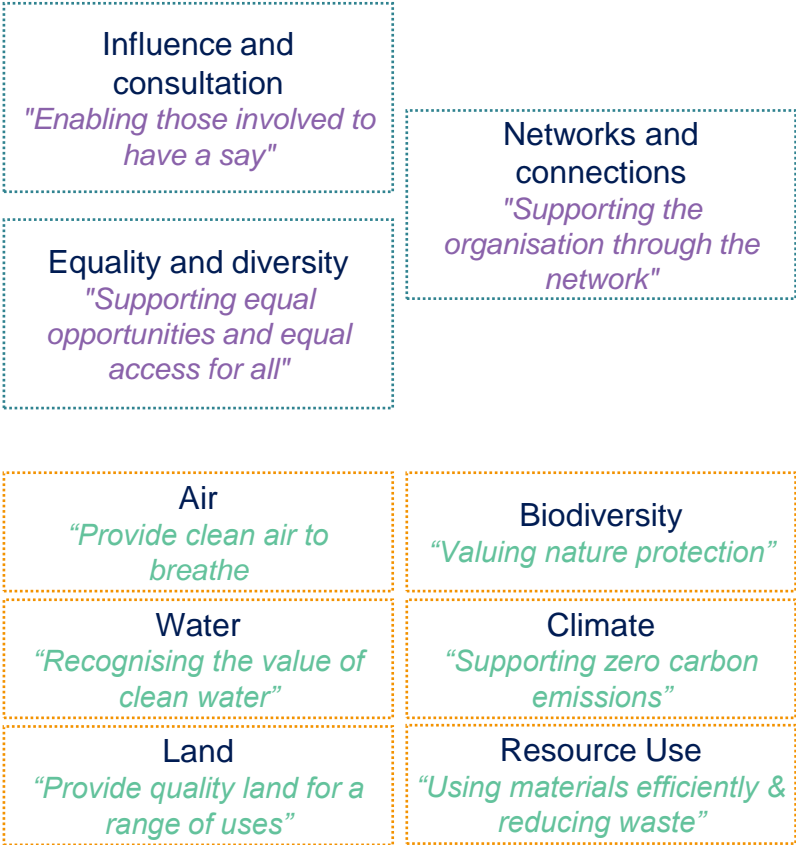 Influence and
consultation
"Enabling those involved to
have a say"
Networks and
connections
"Supporting the
organisation through the
network"
Equality and diversity
"Supporting equal
opportunities and equal
access for all"
Air
“Provide clean air to
breathe
Biodiversity
“Valuing nature protection”
Water
“Recognising the value of
clean water”
Climate
“Supporting zero carbon
emissions”
Land
“Provide quality land for a
range of uses”
Resource Use
“Using materials efficiently &
reducing waste”